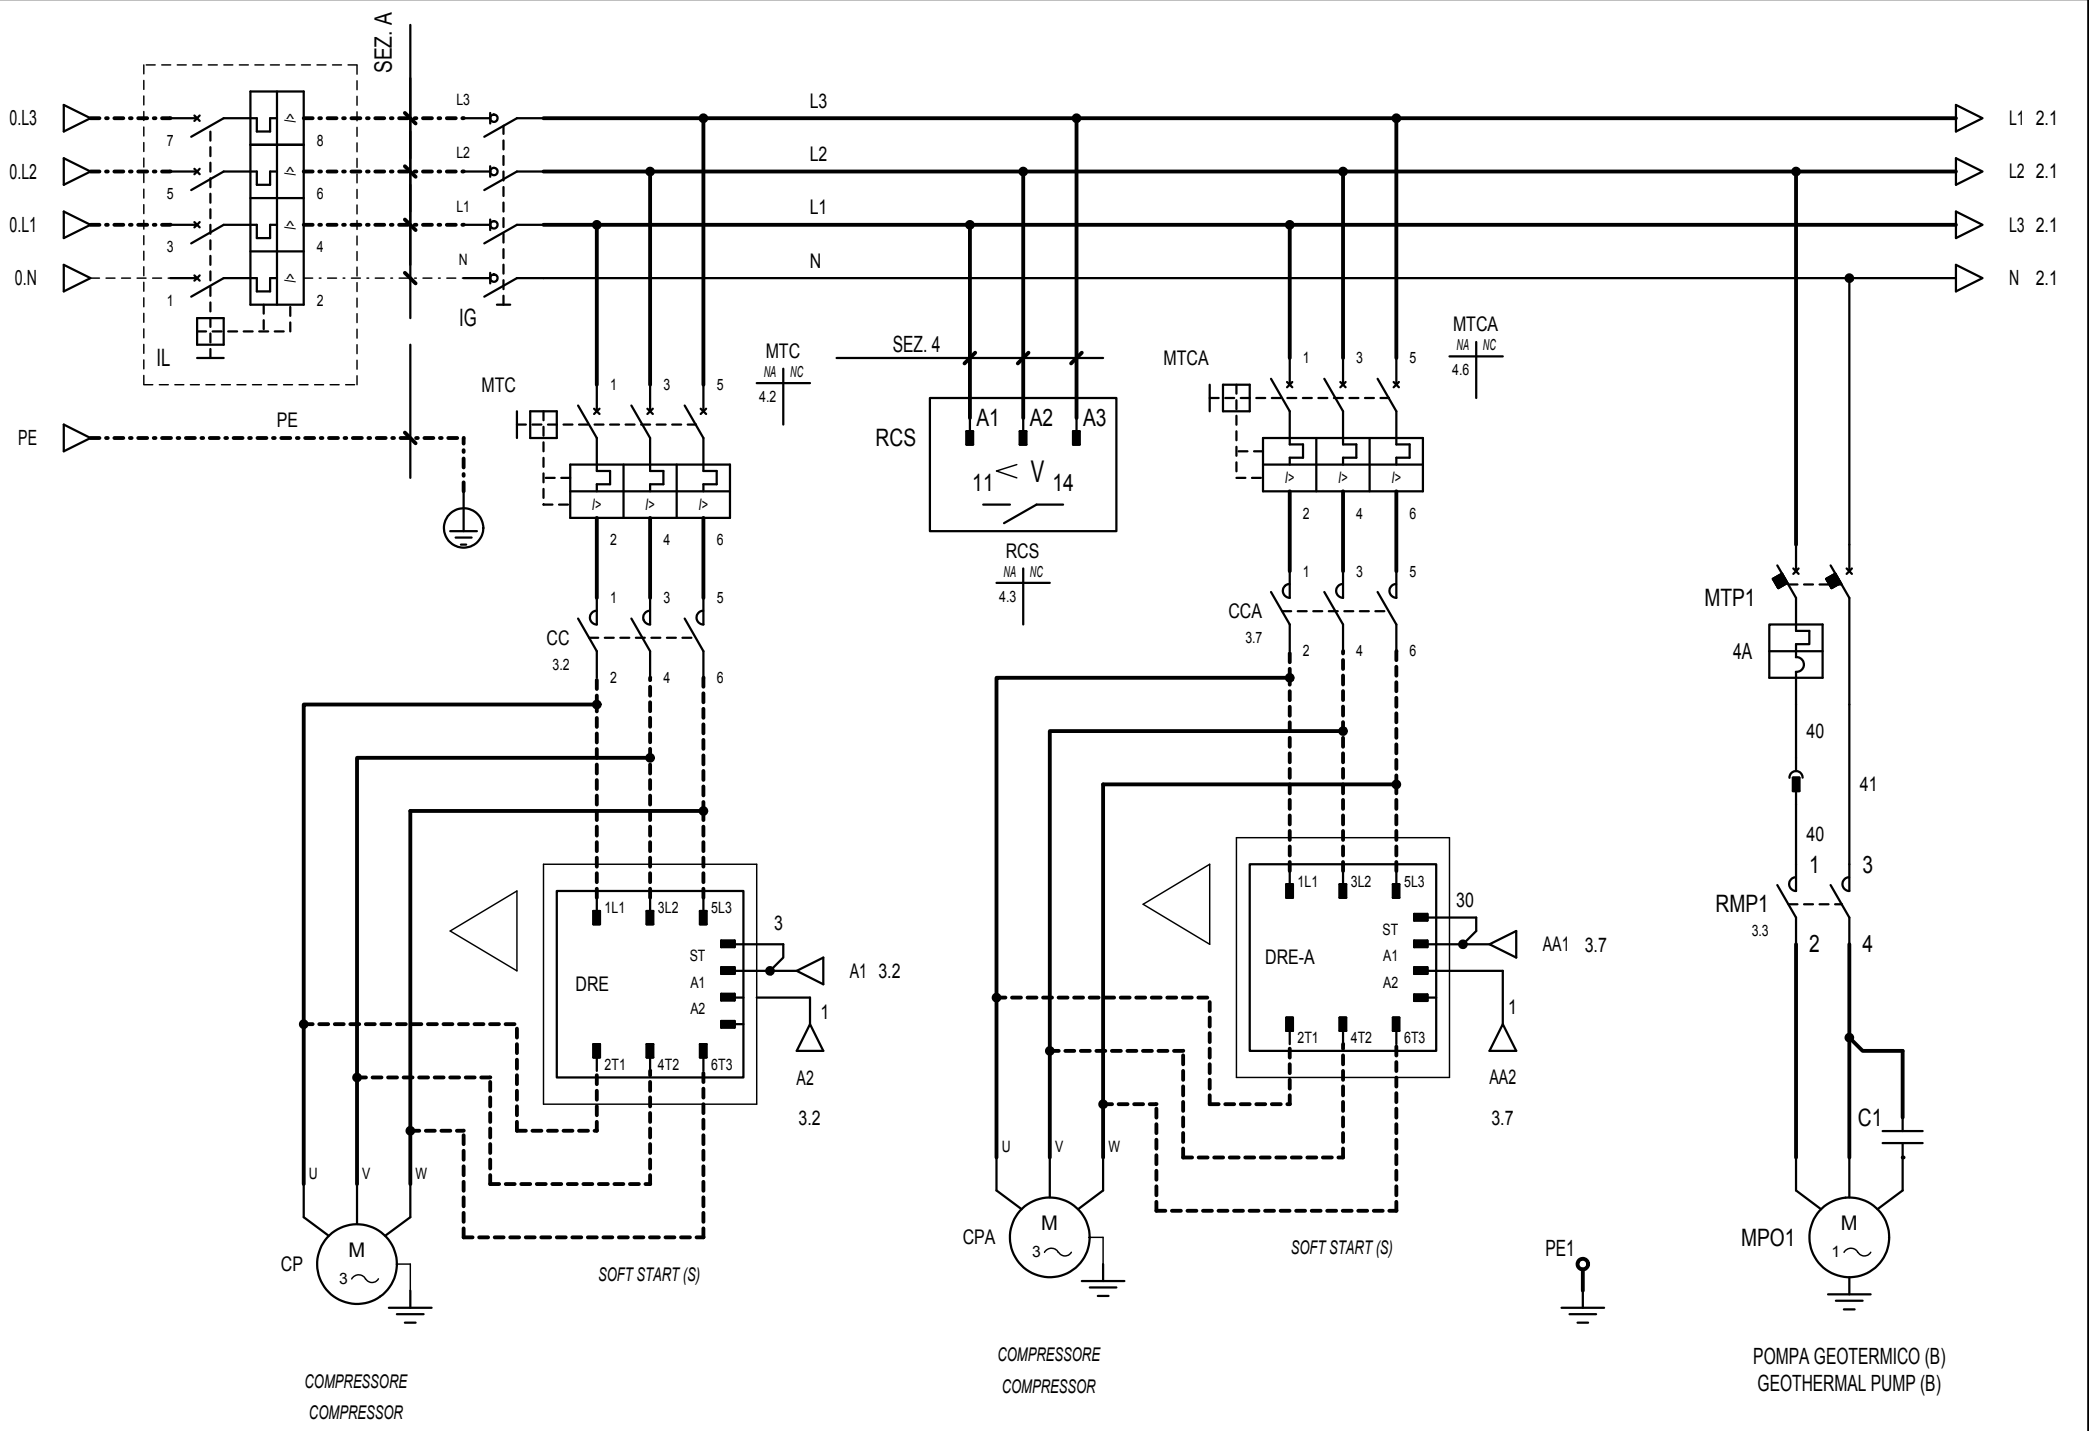 SEZ. A
0.L3
7
8
L3
L3
L1 2.1
0.L2
5
6
L2
L2
L2 2.1
0.L1
3
4
L1
L1
L3 2.1
0.N
1
2
N
N
N 2.1
IL
IG
PE
PE
MTC
1
3
5
MTC
NA NC
4.2
I> I> I>
2
4
6
1
3
5
CC
3.2
2
4
6
1L1
3L2
5L3
3
ST
A1
A2
DRE
A1 3.2
1
2T1
4T2
6T3
A2
3.2
U
V
W
M
3
CP
SOFT START (S)
COMPRESSORE
COMPRESSOR
SEZ. 4
RCS
A1
A2
A3
< V
11
14
RCS
NA NC
4.3
MTCA
1
3
5
MTCA
NA NC
4.6
I> I> I>
2
4
6
1
3
5
CCA
3.7
2
4
6
1L1
3L2
5L3
30
ST
A1
A2
DRE-A
AA1 3.7
1
2T1
4T2
6T3
AA2
3.7
U
V
W
M
3
CPA
SOFT START (S)
COMPRESSORE
COMPRESSOR
PE1
MTP1
4A
40
41
40
1
3
RMP1
3.3
2
4
C1
M
1
MPO1
POMPA GEOTERMICO (B)
GEOTHERMAL PUMP (B)